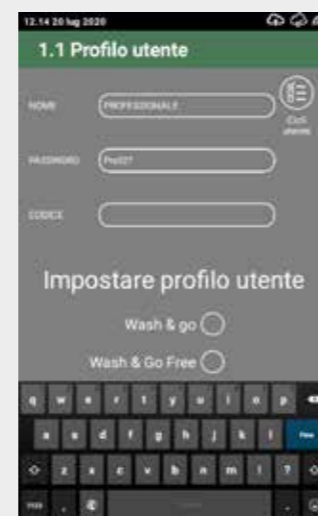 12.14 20 lug 2020
1.1 Profilo utente
NOME
PROFESSIONALE
Cicli
utente
PASSWORD
CODICE
Impostare profilo utente
Wash & go
Wash & Go Free
q w e r t y u i o p
a s d f g h j k l
z x c v b n m ! ?